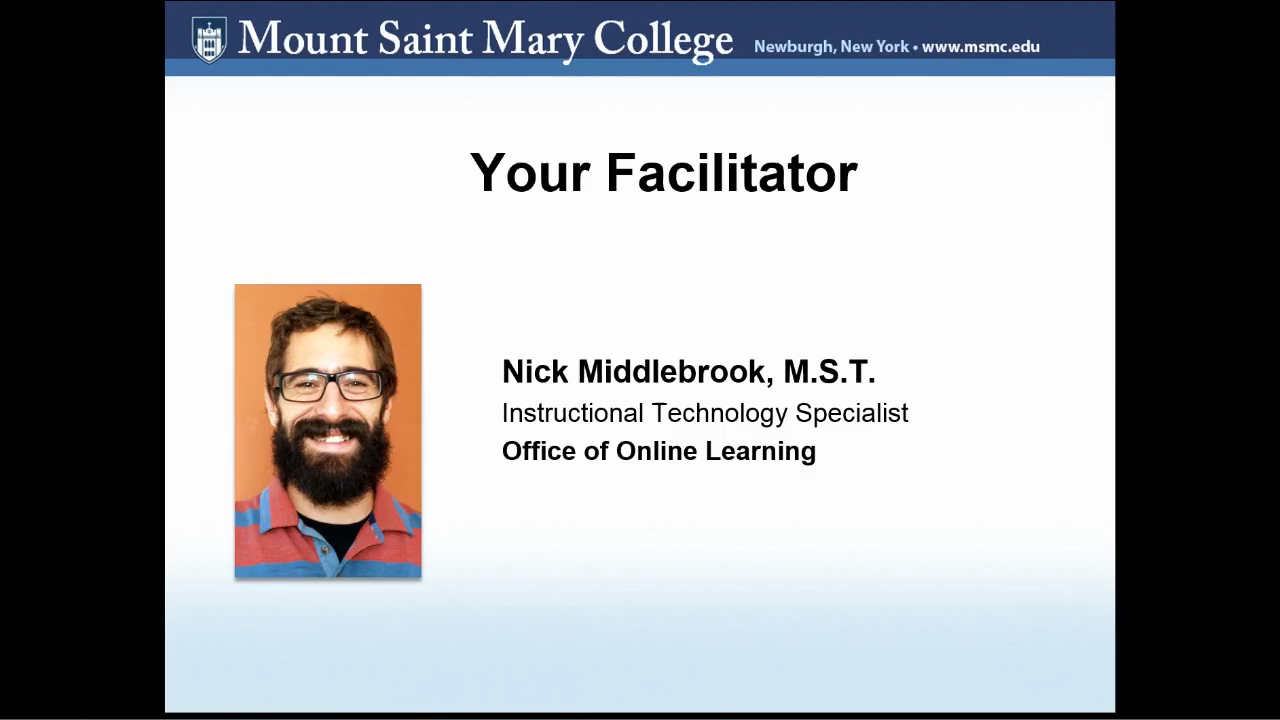 Mount Saint Mary College Newburgh, New York • www.msmc.edu
Your Facilitator
Nick Middlebrook, M.S.T.
Instructional Technology Specialist
Office of Online Learning